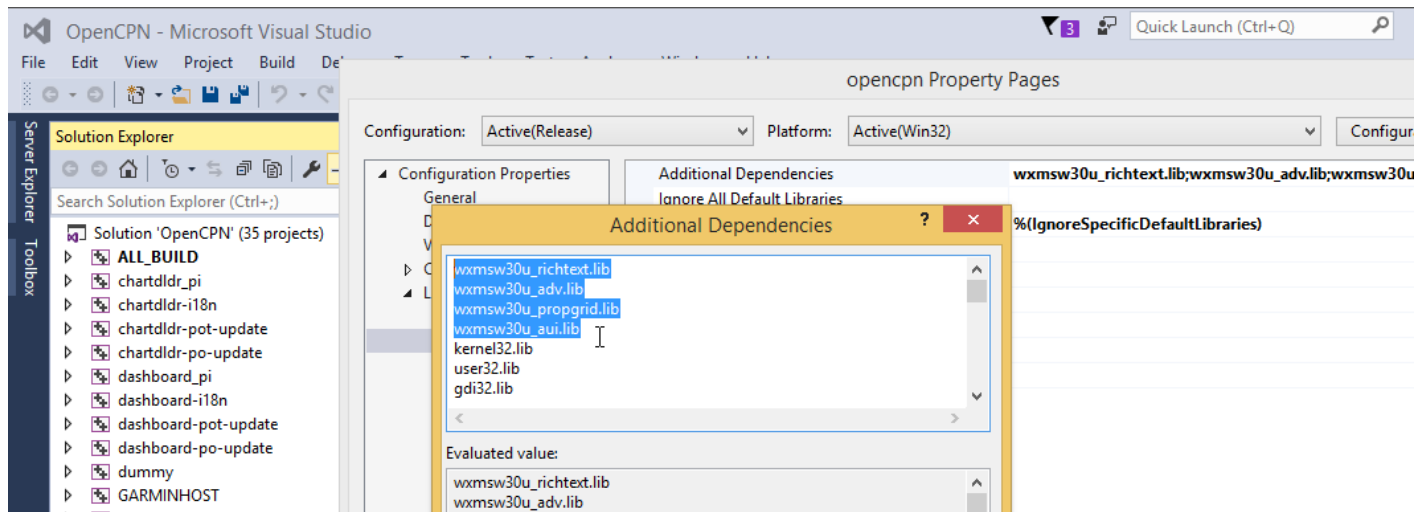 OpenCPN - Microsoft Visual Studio
3
Quick Launch (Ctrl+Q)
File Edit View Project Build
opencpn Property Pages
Server Explorer
Toolbox
Solution Explorer
Search Solution Explorer (Ctrl+;)
Solution 'OpenCPN' (35 projects)
ALL_BUILD
chartdldr_pi
chartdldr-i18n
chartdldr-pot-update
chartdldr-po-update
dashboard_pi
dashboard-i18n
dashboard-pot-update
dashboard-po-update
dummy
GARMINHOST
Configuration: Active(Release) Platform: Active(Win32) Configur
Configuration Properties
General
Additional Dependencies wxmsw30u_richtext.lib;wxmsw30u_adv.lib;wxmsw30u
Ignore All Default Libraries
%(IgnoreSpecificDefaultLibraries)
Additional Dependencies ?
wxmsw30u_richtext.lib
wxmsw30u_adv.lib
wxmsw30u_propgrid.lib
wxmsw30u_aui.lib
kernel32.lib
user32.lib
gdi32.lib
Evaluated value:
wxmsw30u_richtext.lib
wxmsw30u_adv.lib